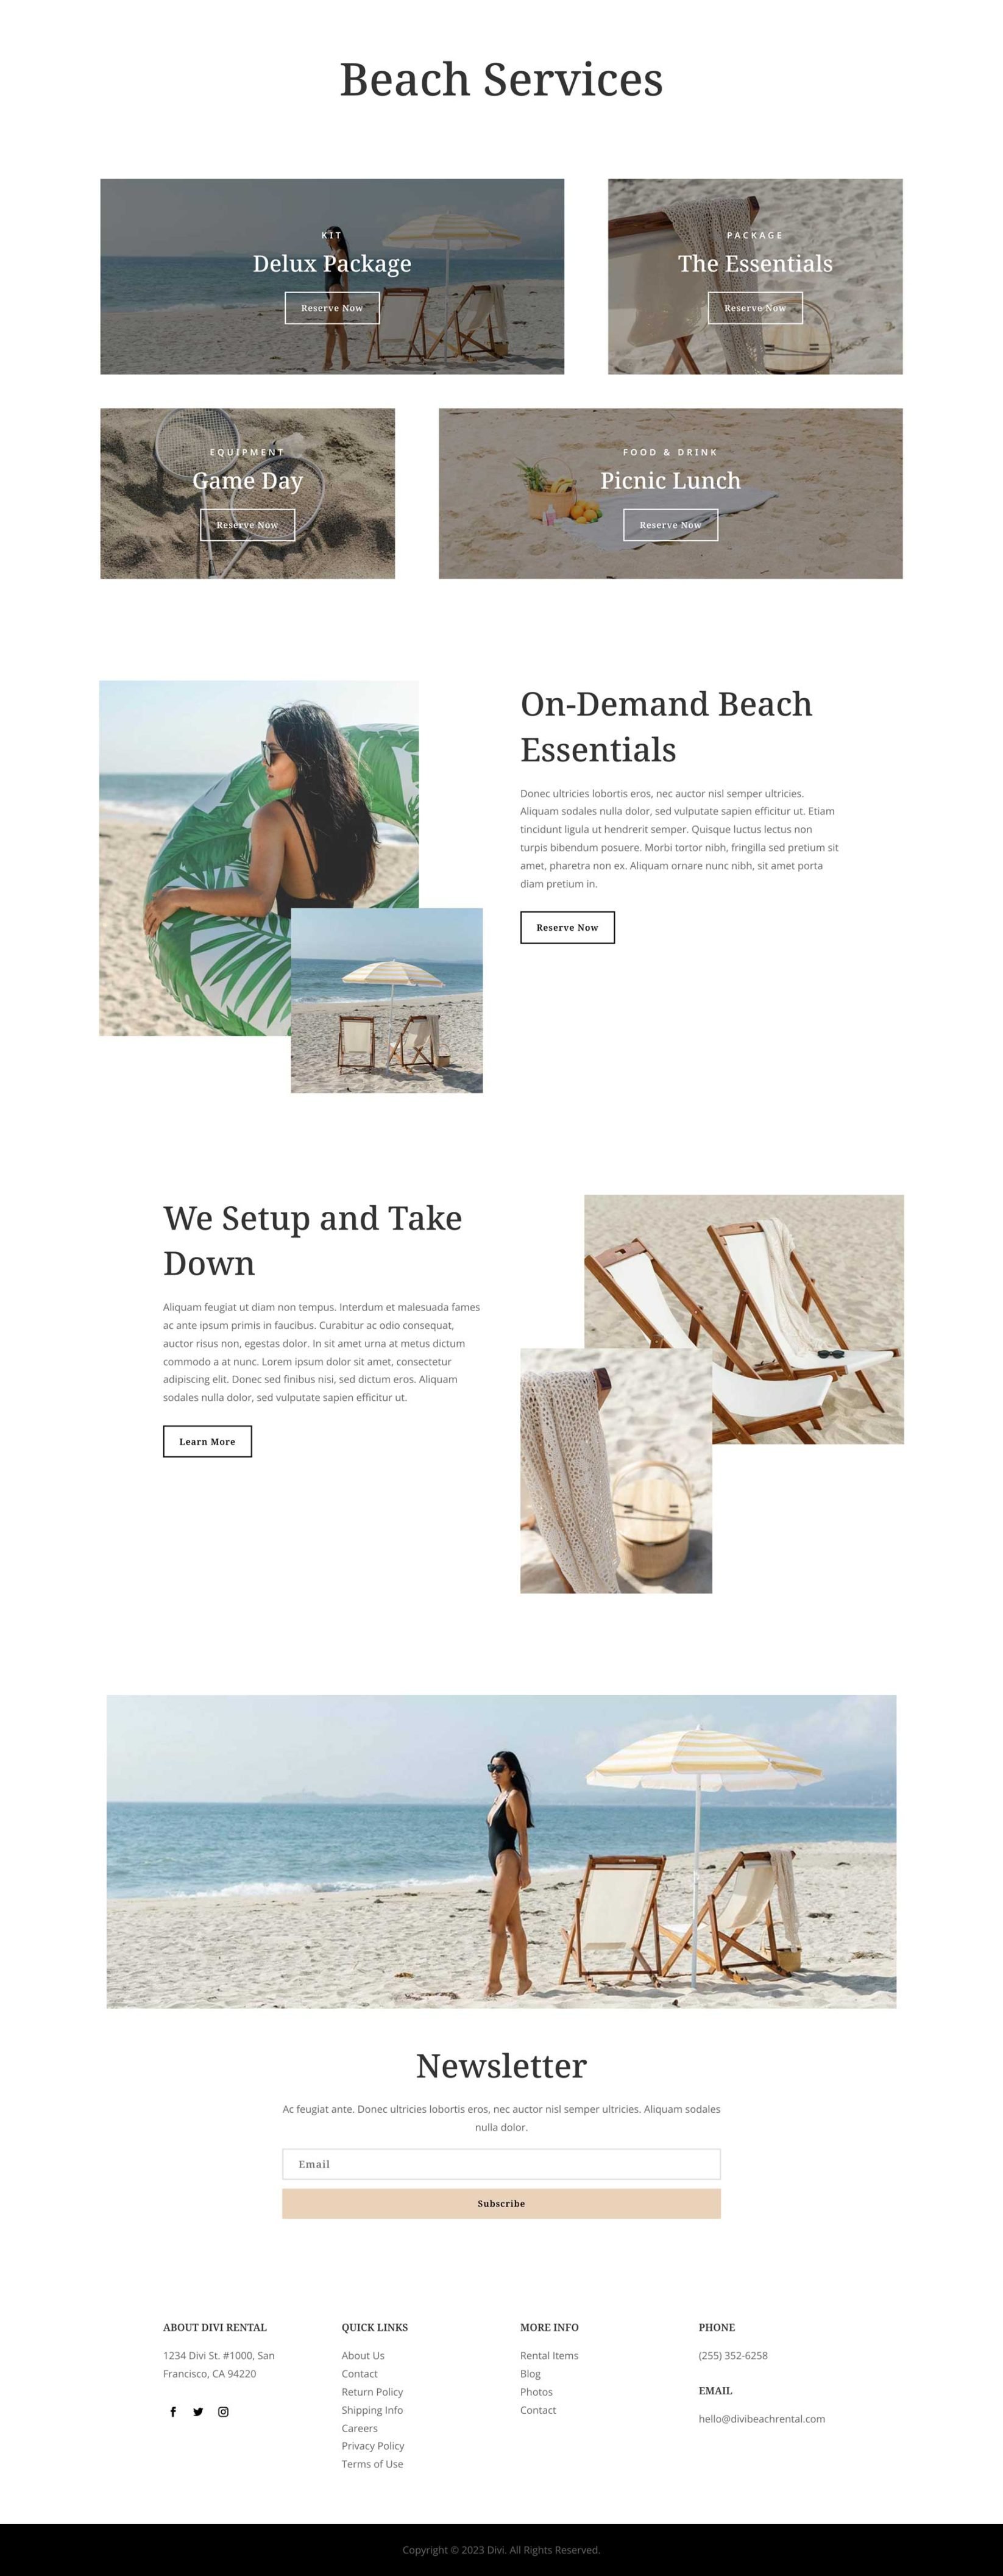 Beach Services
KIT
Delux Package
Reserve Now
PACKAGE
The Essentials
Reserve Now
EQUIPMENT
Game Day
Reserve Now
FOOD & DRINK
Picnic Lunch
Reserve Now
On-Demand Beach
Essentials
Donec ultricies lobortis eros, nec auctor nisl semper ultricies.
Aliquam sodales nulla dolor, sed vulputate sapien efficitur ut. Etiam
tincidunt ligula ut hendrerit semper. Quisque luctus lectus non
turpis bibendum posuere. Morbi tortor nibh, fringilla sed pretium sit
amet, pharetra non ex. Aliquam ornare nunc nibh, sit amet porta
diam pretium in.
Reserve Now
We Setup and Take
Down
Aliquam feugiat ut diam non tempus. Interdum et malesuada fames
ac ante ipsum primis in faucibus. Curabitur ac odio consequat,
auctor risus non, egestas dolor. In sit amet urna at metus dictum
commodo a at nunc. Lorem ipsum dolor sit amet, consectetur
adipiscing elit. Donec sed finibus nisi, sed dictum eros. Aliquam
sodales nulla dolor, sed vulputate sapien efficitur ut.
Learn More
Newsletter
Ac feugiat ante. Donec ultricies lobortis eros, nec auctor nisl semper ultricies. Aliquam sodales
nulla dolor.
Email
Subscribe
ABOUT DIVI RENTAL
1234 Divi St. #1000, San
Francisco, CA 94220
QUICK LINKS
About Us
Contact
Return Policy
Shipping Info
Careers
Privacy Policy
Terms of Use
MORE INFO
Rental Items
Blog
Photos
Contact
PHONE
(255) 352-6258
EMAIL
hello@divibeachrental.com
Copyright © 2023 Divi. All Rights Reserved.